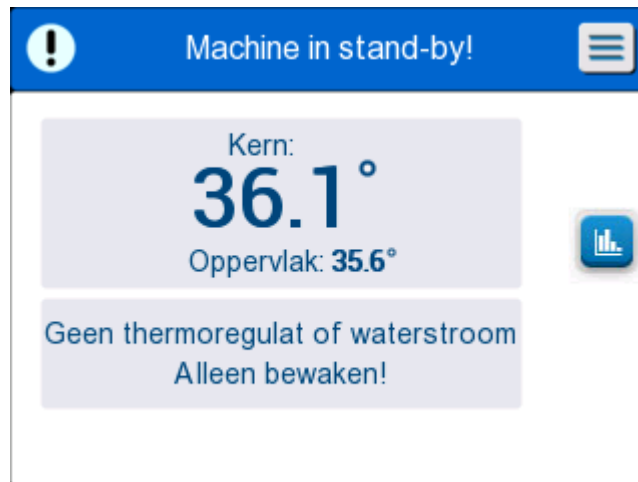 Machine in stand-by!
Kern:
36.1°
Oppervlak: 35.6°
Geen thermoregulat of waterstroom
Alleen bewaken!